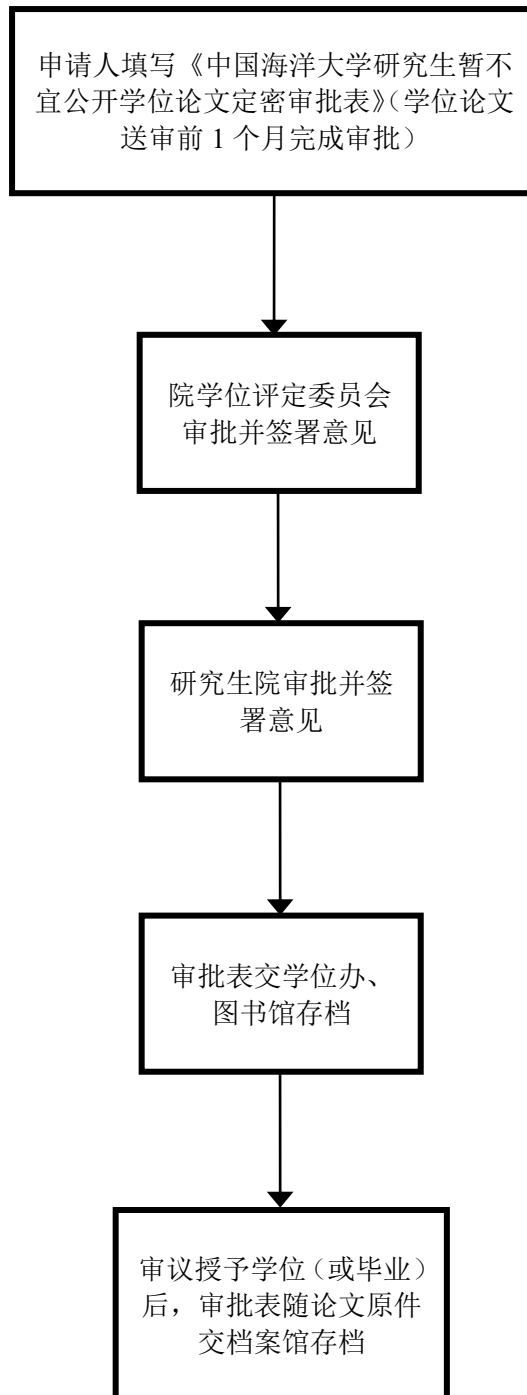 申请人填写《中国海洋大学研究生暂不
宜公开学位论文定密审批表》（学位论文
送审前 1 个月完成审批）
院学位评定委员会
审批并签署意见
研究生院审批并签
署意见
审批表交学位办、
图书馆存档
审议授予学位（或毕业）
后，审批表随论文原件
交档案馆存档